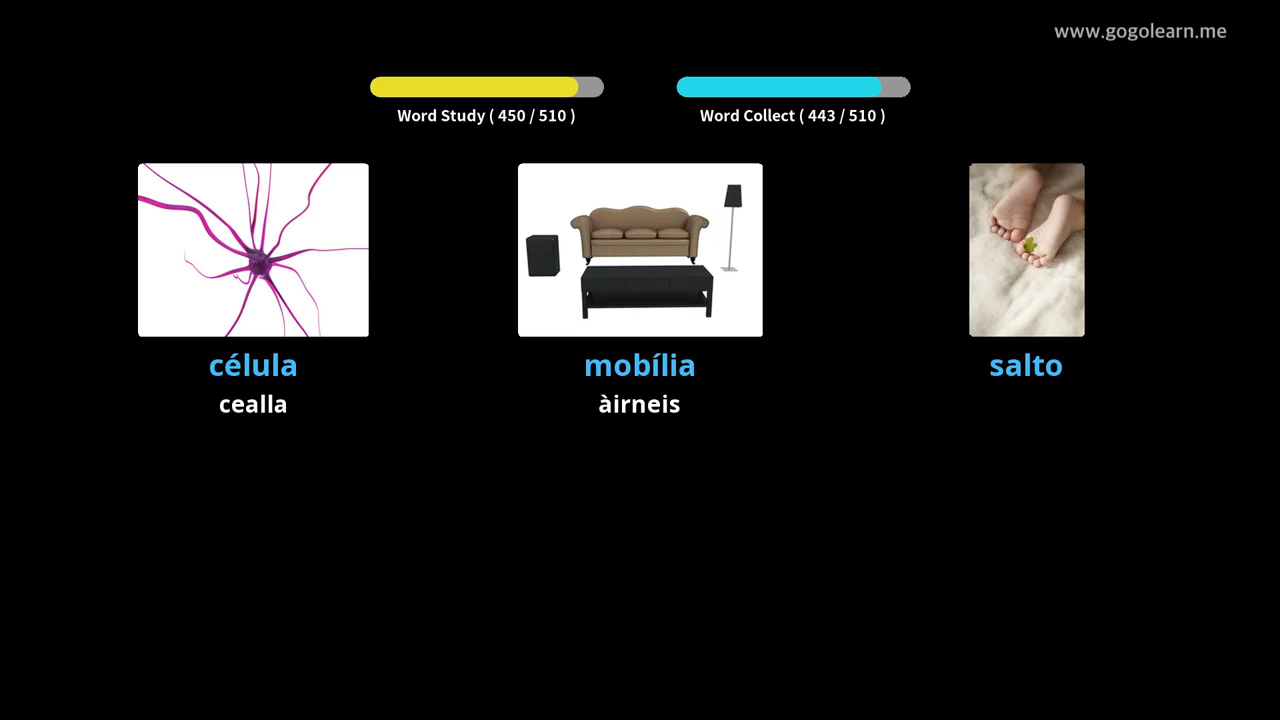 www.gogolearn.me
Word Study ( 450 / 510 )
Word Collect ( 443 / 510 )
célula
mobília
salto
cealla
àirneis